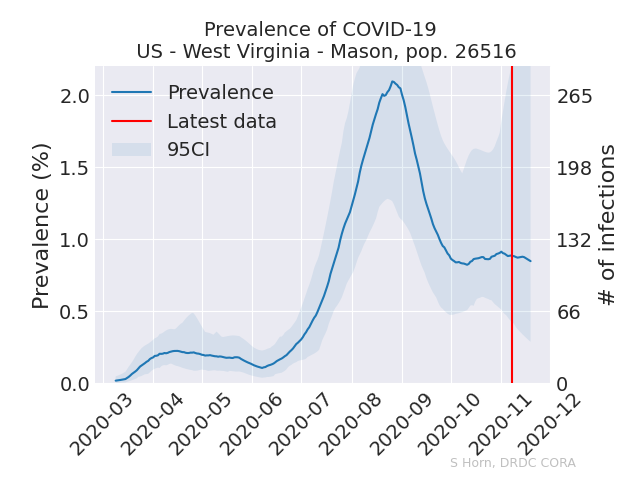 Prevalence of COVID-19
US - West Virginia - Mason, pop. 26516
Prevalence
Latest data
95CI
Prevalence (%)
2.0
1.5
1.0
0.5
0.0
# of infections
265
198
132
66
0
2020-03
2020-04
2020-05
2020-06
2020-07
2020-08
2020-09
2020-10
2020-11
2020-12
S Horn, DRDC CORA